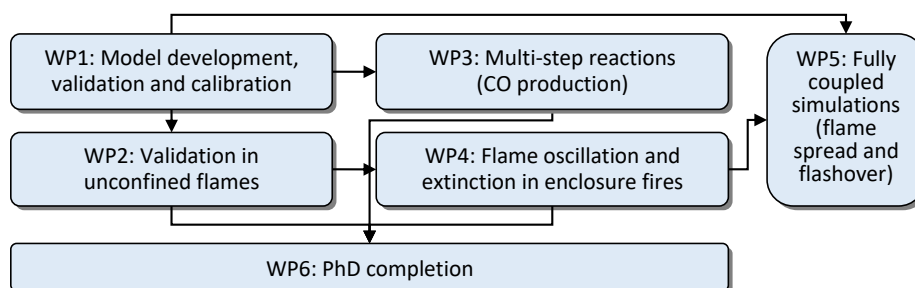 WP1: Model development,
validation and calibration
WP3: Multi-step reactions
(CO production)
WP5: Fully
coupled
simulations
(flame
spread and
flashover)
WP2: Validation in
unconfined flames
WP4: Flame oscillation and
extinction in enclosure fires
WP6: PhD completion